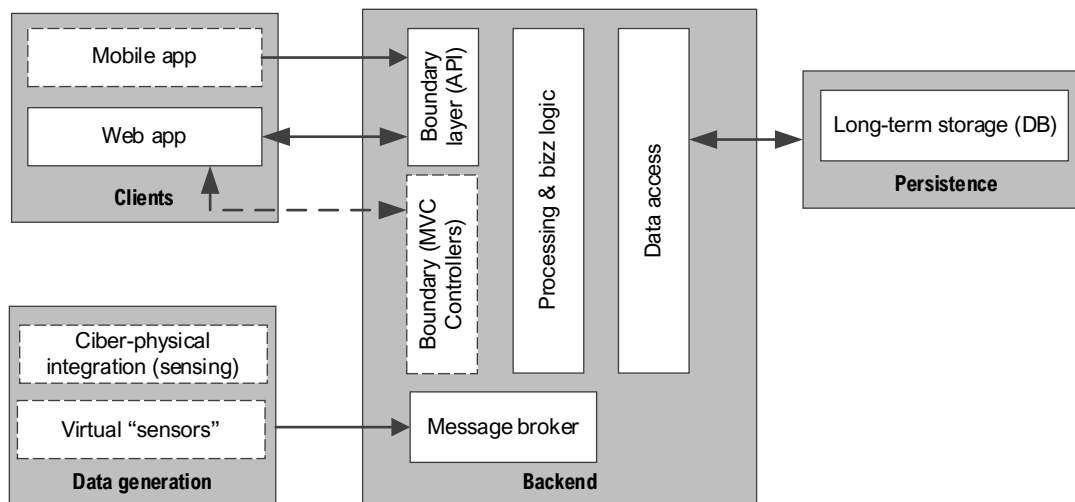 Mobile app
Web app
Clients
Boundary
layer (API)
Boundary (MVC
Controllers)
Processing & bizz logic
Data access
Message broker
Backend
Long-term storage (DB)
Persistence
Ciber-physical
integration (sensing)
Virtual “sensors”
Data generation